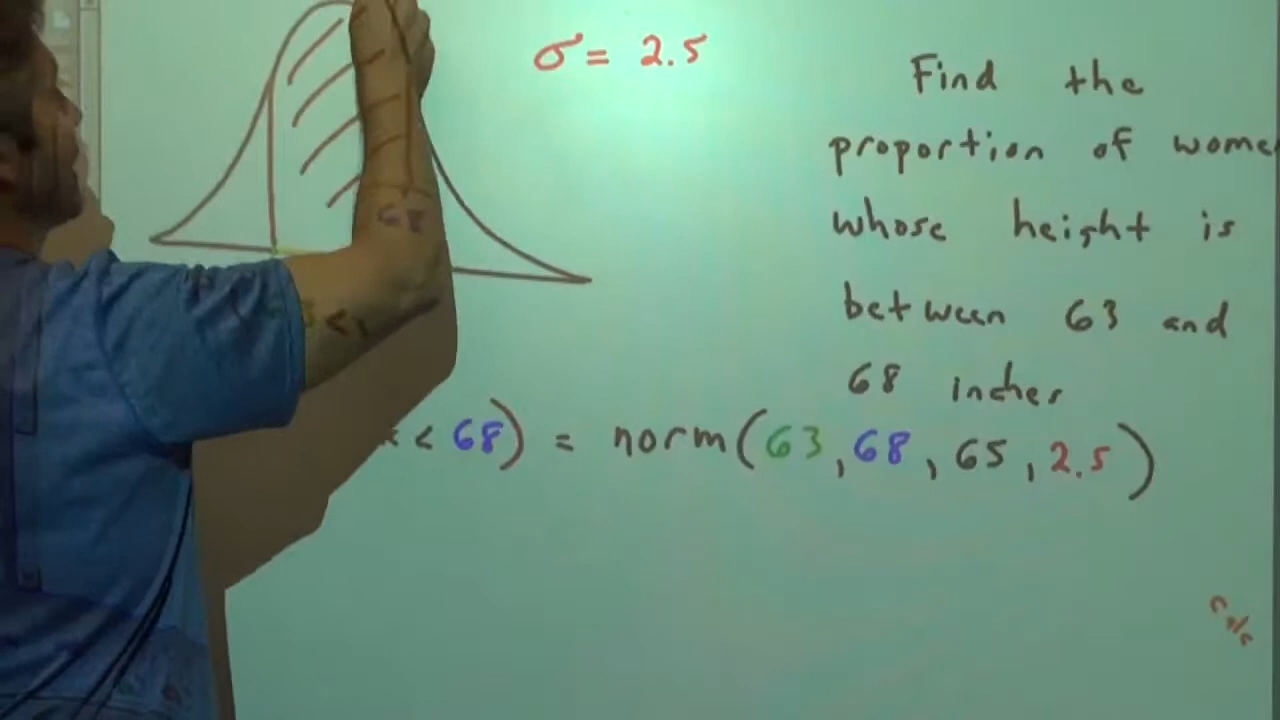 σ = 2.5
Find the
proportion of wome
whose height is
between 63 and
68 inches
68
<
< 68) = norm(63, 68, 65, 2.5)